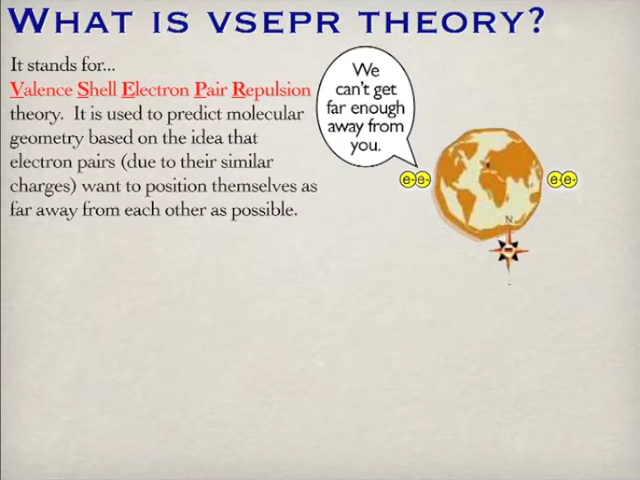 WHAT IS VSEPR THEORY?
It stands for...
Valence Shell Electron Pair Repulsion
theory. It is used to predict molecular
geometry based on the idea that
electron pairs (due to their similar
charges) want to position themselves as
far away from each other as possible.
We
can't get
far enough
away from
you.
e- e-
e- e-
N